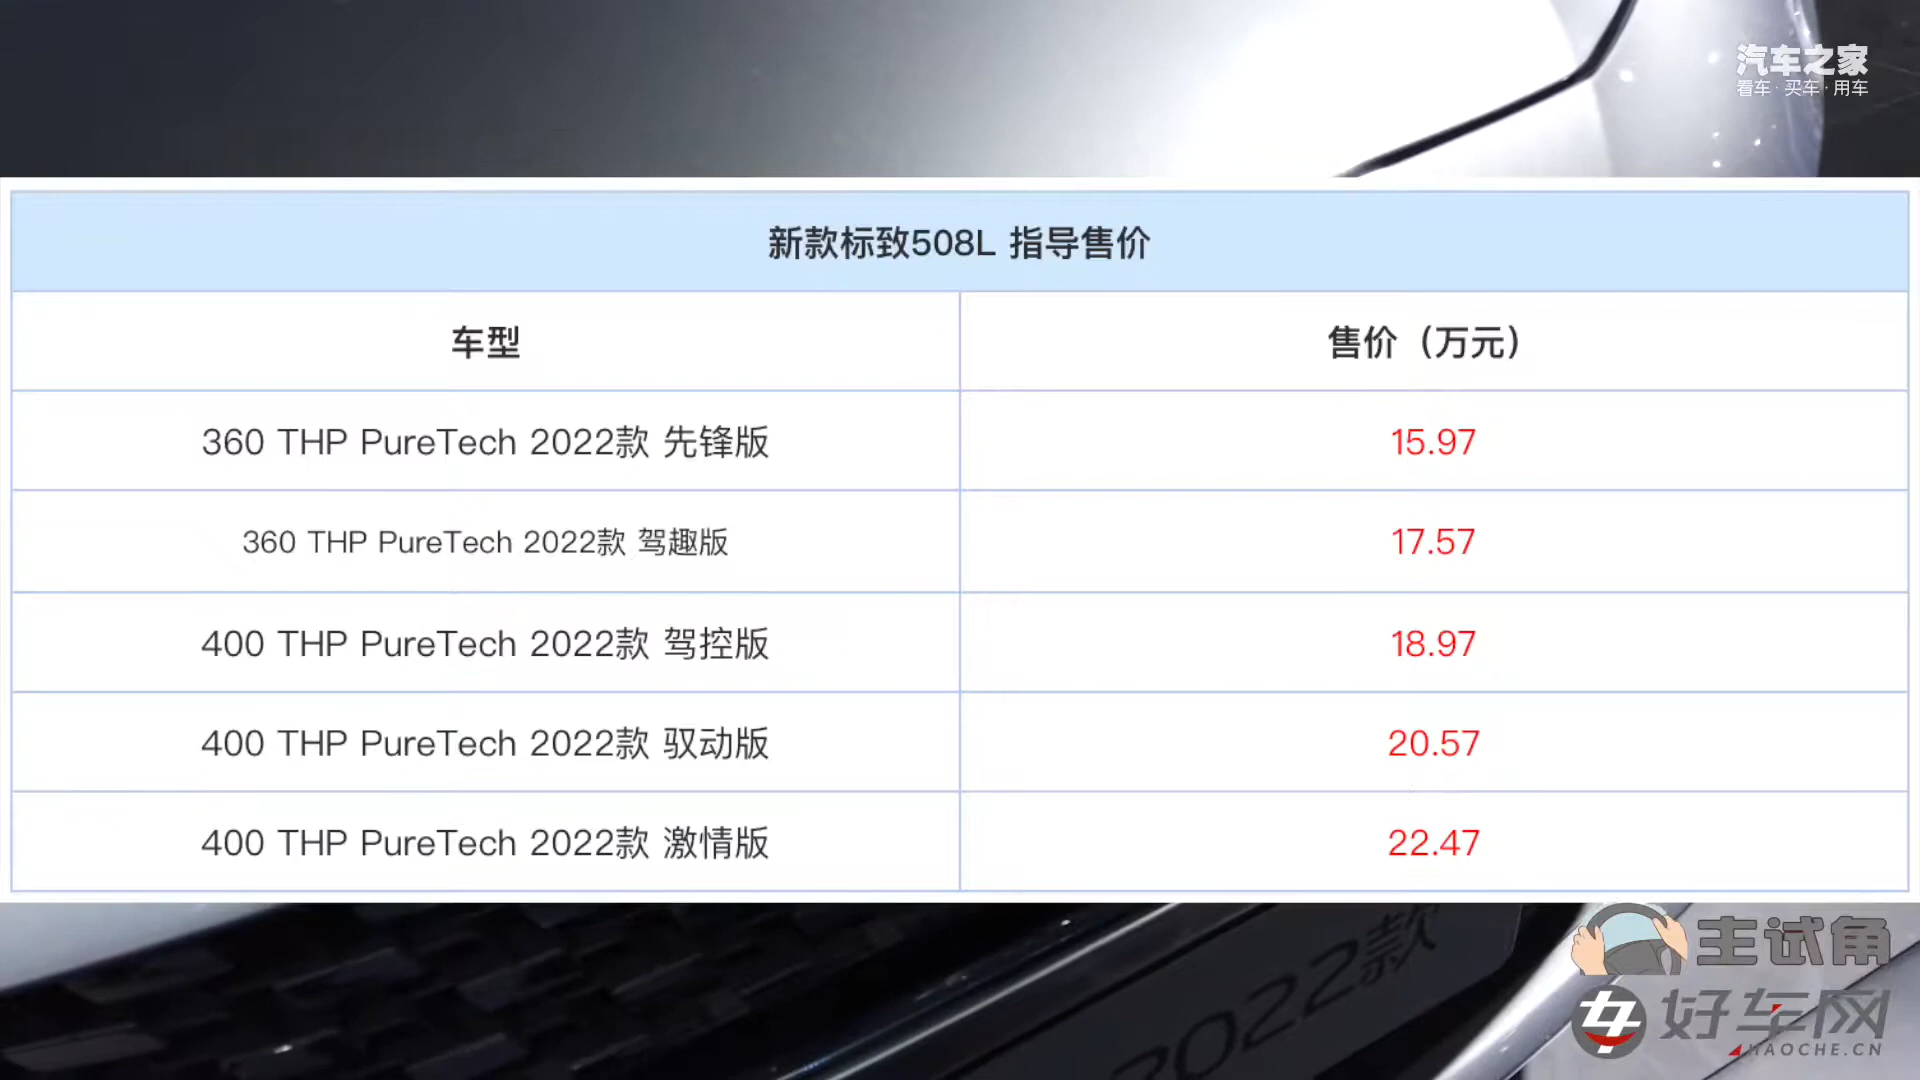 汽车之家
看车·买车·用车
新款标致508L 指导售价
车型 售价（万元）
360 THP PureTech 2022款 先锋版 15.97
360 THP PureTech 2022款 驾趣版 17.57
400 THP PureTech 2022款 驾控版 18.97
400 THP PureTech 2022款 驭动版 20.57
400 THP PureTech 2022款 激情版 22.47
2022款
主试角
好车网
HAOCHE.CN